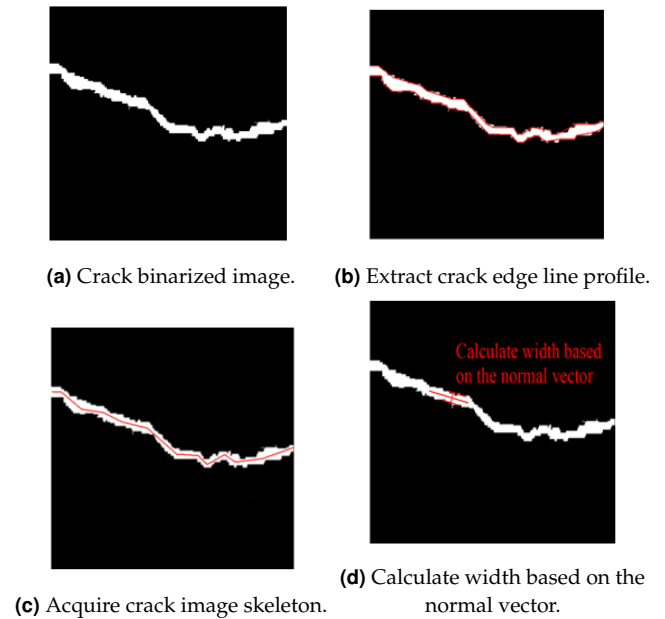 (a) Crack binarized image.
(b) Extract crack edge line profile.
Calculate width based
on the normal vector
(c) Acquire crack image skeleton.
(d) Calculate width based on the
normal vector.